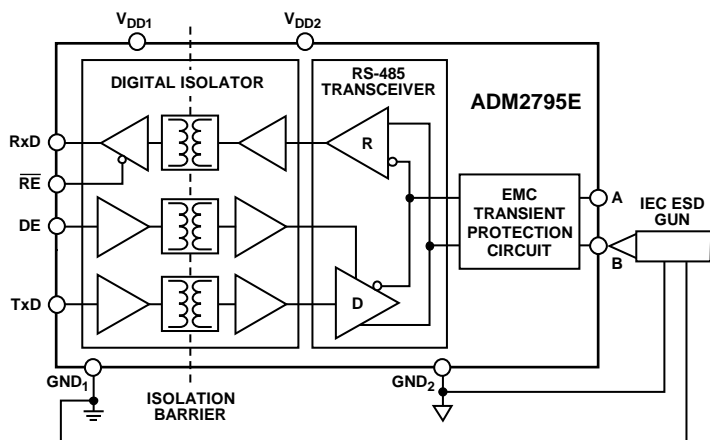 VDD1
VDD2
DIGITAL ISOLATOR
RS-485
TRANSCEIVER
ADM2795E
RxD
R
RE
EMC
TRANSIENT
PROTECTION
CIRCUIT
A
IEC ESD
GUN
DE
B
TxD
D
GND1
ISOLATION
BARRIER
GND2